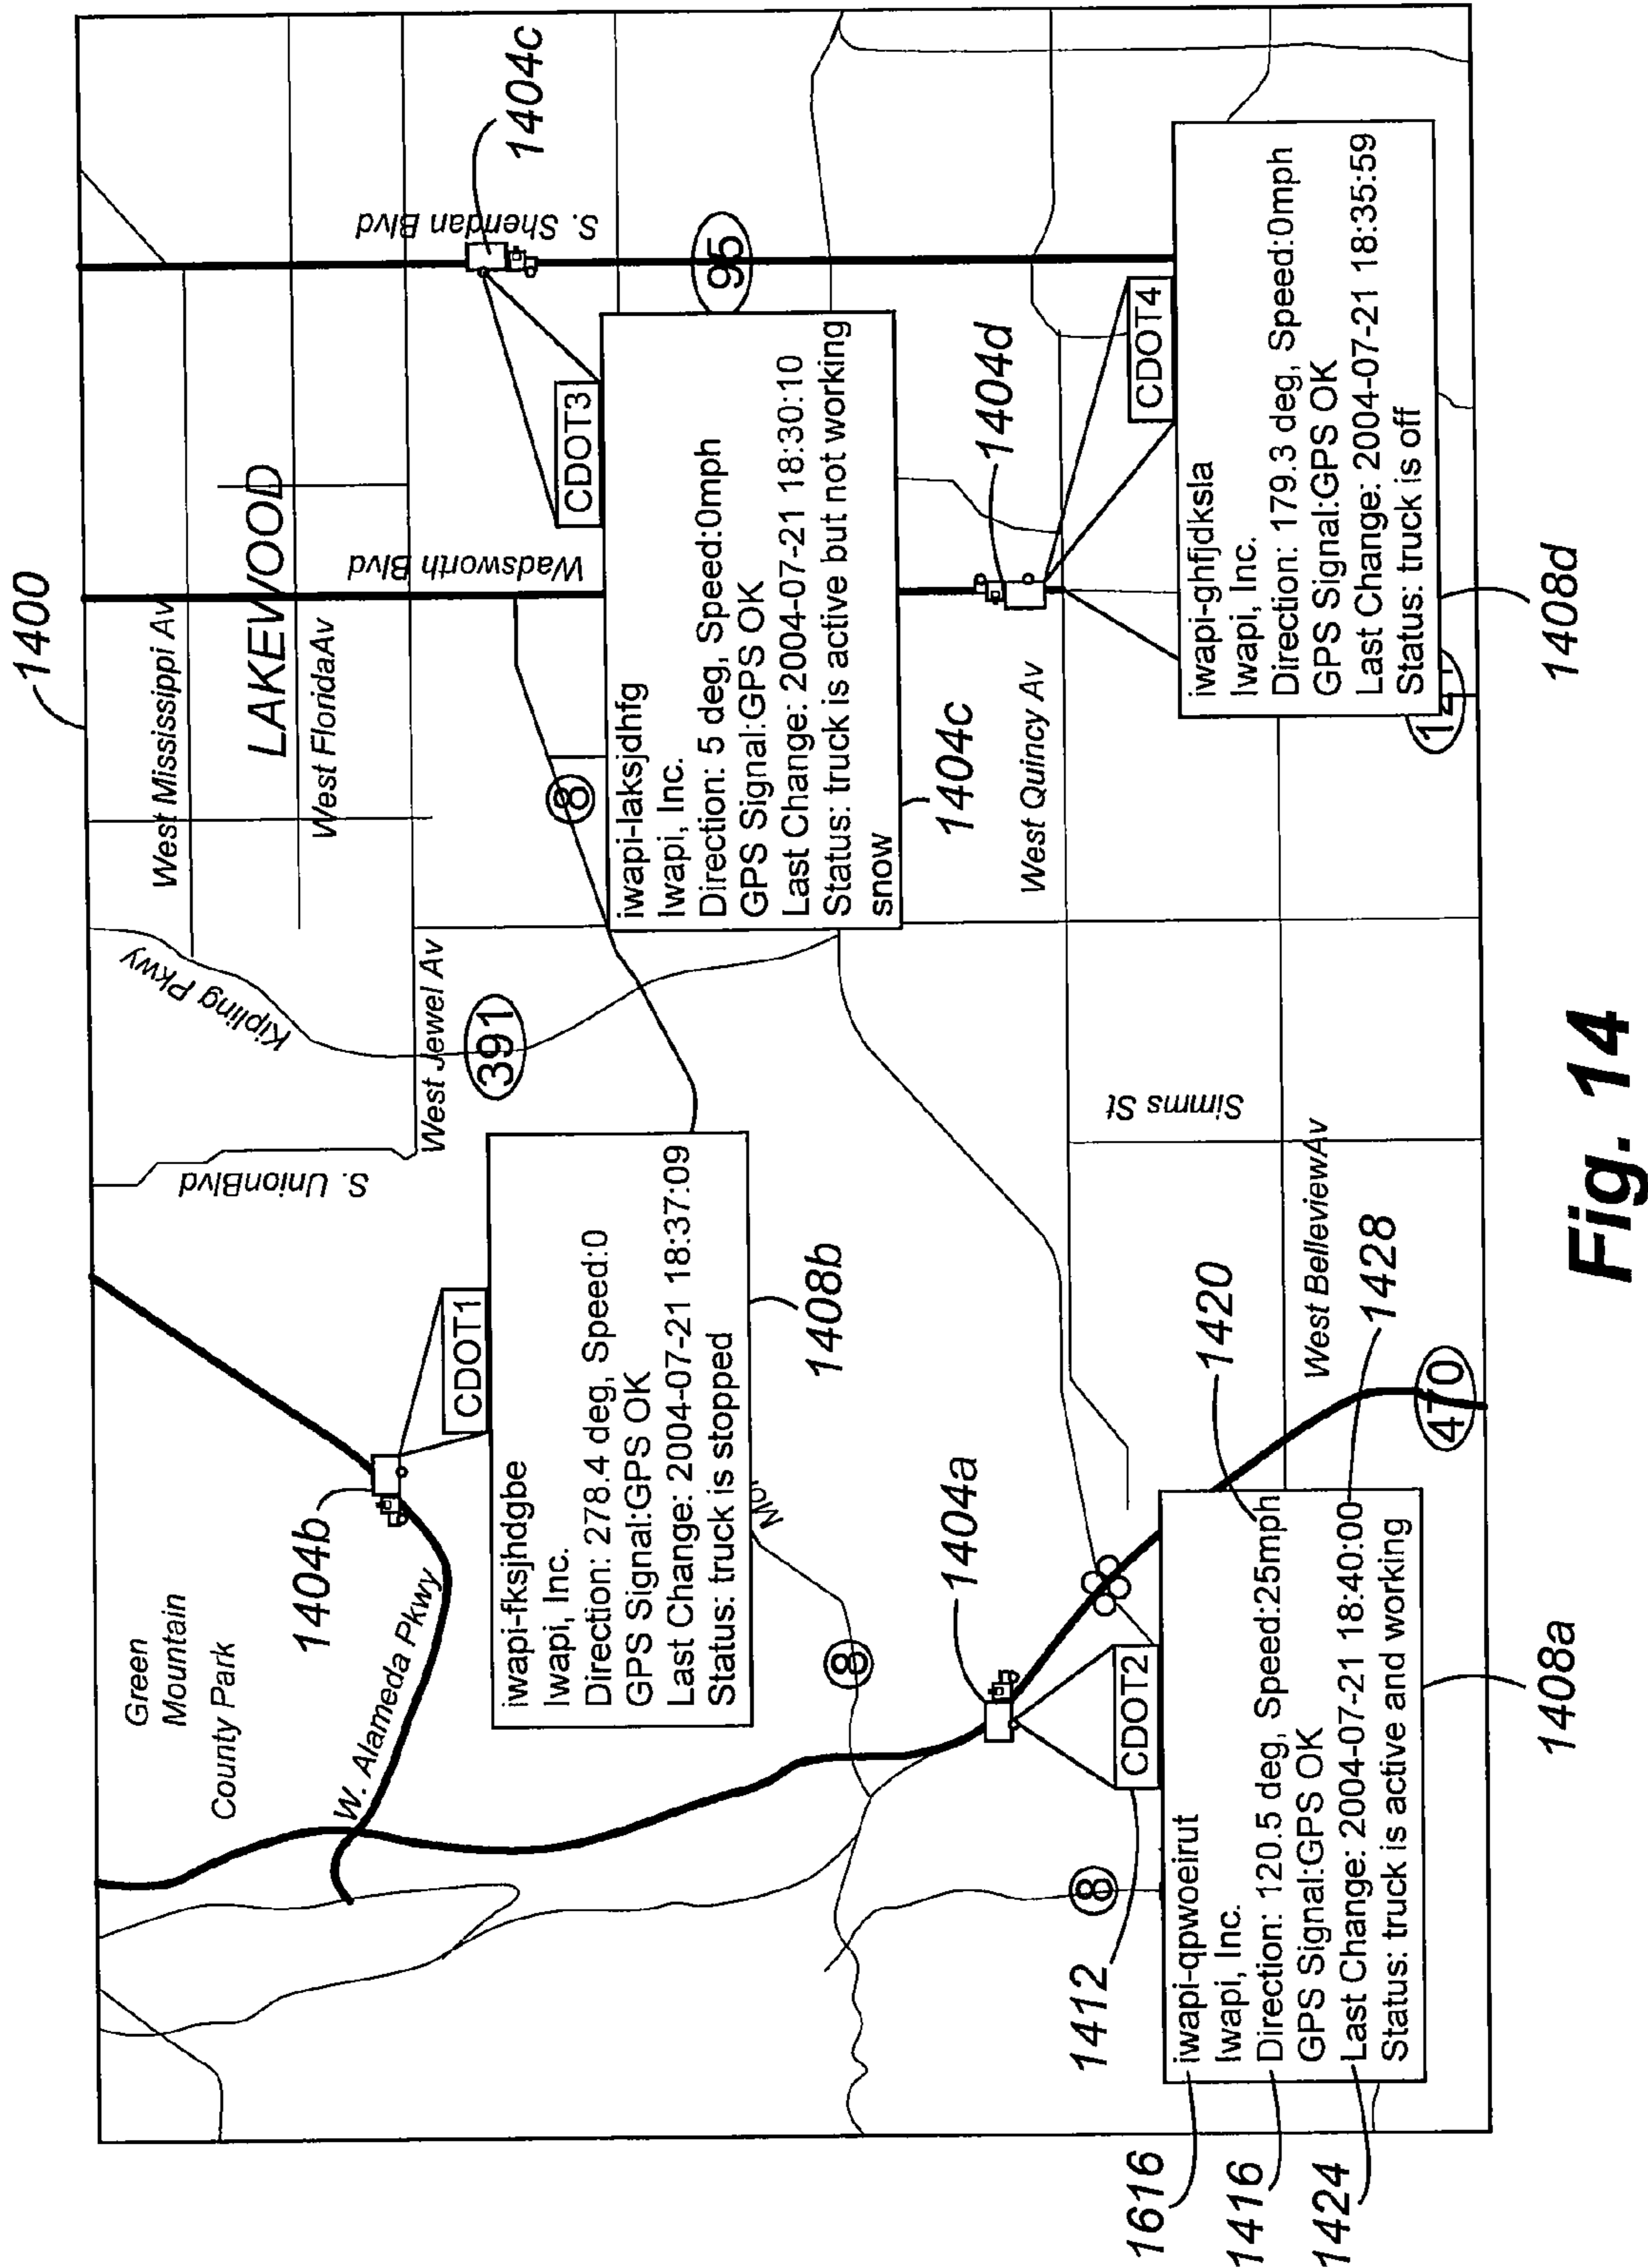 1400
West Mississippi Av
LAKEWOOD
West FloridaAv
Kipling Pkwy
West Jewel Av
391
S. UnionBlvd
Green
Mountain
County Park
W. Alameda Pkwy
1404b
CDOT1
iwapi-fksjhdgbe
Iwapi, Inc.
Direction: 278.4 deg, Speed:0
GPS Signal:GPS OK
Last Change: 2004-07-21 18:37:09
Status: truck is stopped
1408b
Wadsworth Blvd
S. Sheridan Blvd
1404c
95
8
CDOT3
iwapi-laksjdhfg
Iwapi, Inc.
Direction: 5 deg, Speed:0mph
GPS Signal:GPS OK
Last Change: 2004-07-21 18:30:10
Status: truck is active but not working
snow
1404c
8
1404a
8
CDOT2
1412
iwapi-qpwoeirut
Iwapi, Inc.
Direction: 120.5 deg, Speed:25mph
GPS Signal:GPS OK
Last Change: 2004-07-21 18:40:00
Status: truck is active and working
1616
1416
1424
1420
1428
1408a
470
West BelleviewAv
Simms St
West Quincy Av
1404d
CDOT4
iwapi-ghfjdksla
Iwapi, Inc.
Direction: 179.3 deg, Speed:0mph
GPS Signal:GPS OK
Last Change: 2004-07-21 18:35:59
Status: truck is off
1408d
Fig. 14